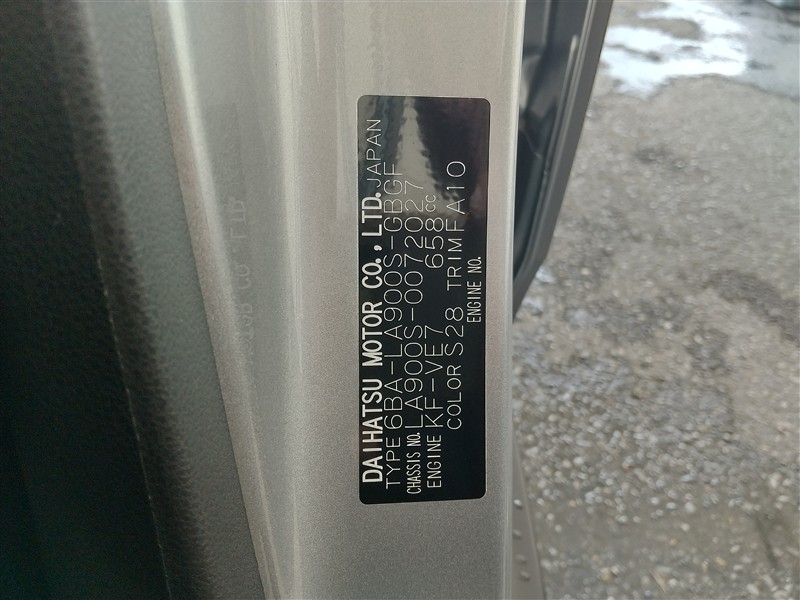 DAIHATSU MOTOR CO., LTD. JAPAN
TYPE 6BA-LA900S-GBGF
CHASSIS NO. LA900S-0072027
ENGINE KF-VE7 658cc
COLOR S28 TRIM FA10
ENGINE NO.